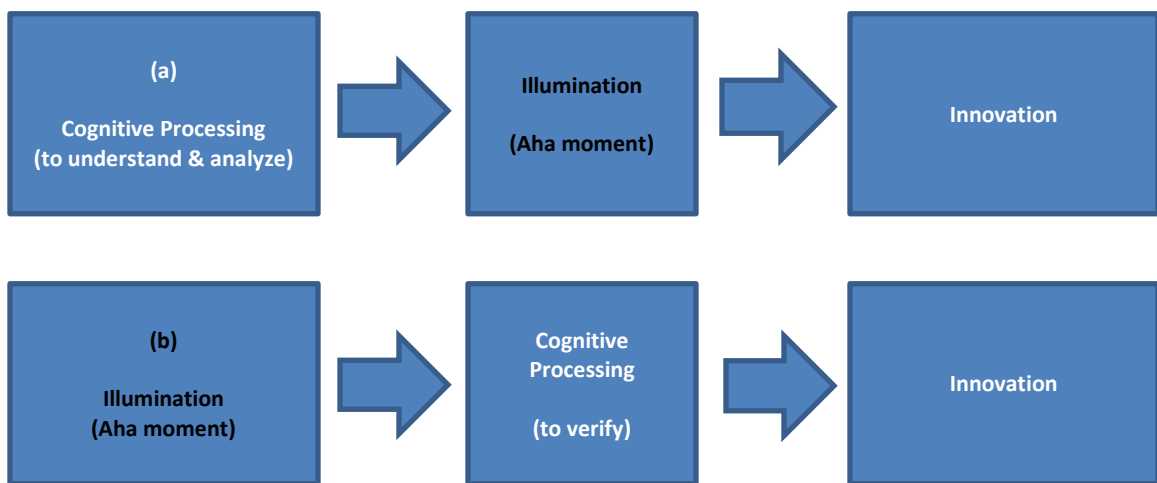 (a)
Cognitive Processing
(to understand & analyze)
Illumination
(Aha moment)
Innovation
(b)
Illumination
(Aha moment)
Cognitive
Processing
(to verify)
Innovation